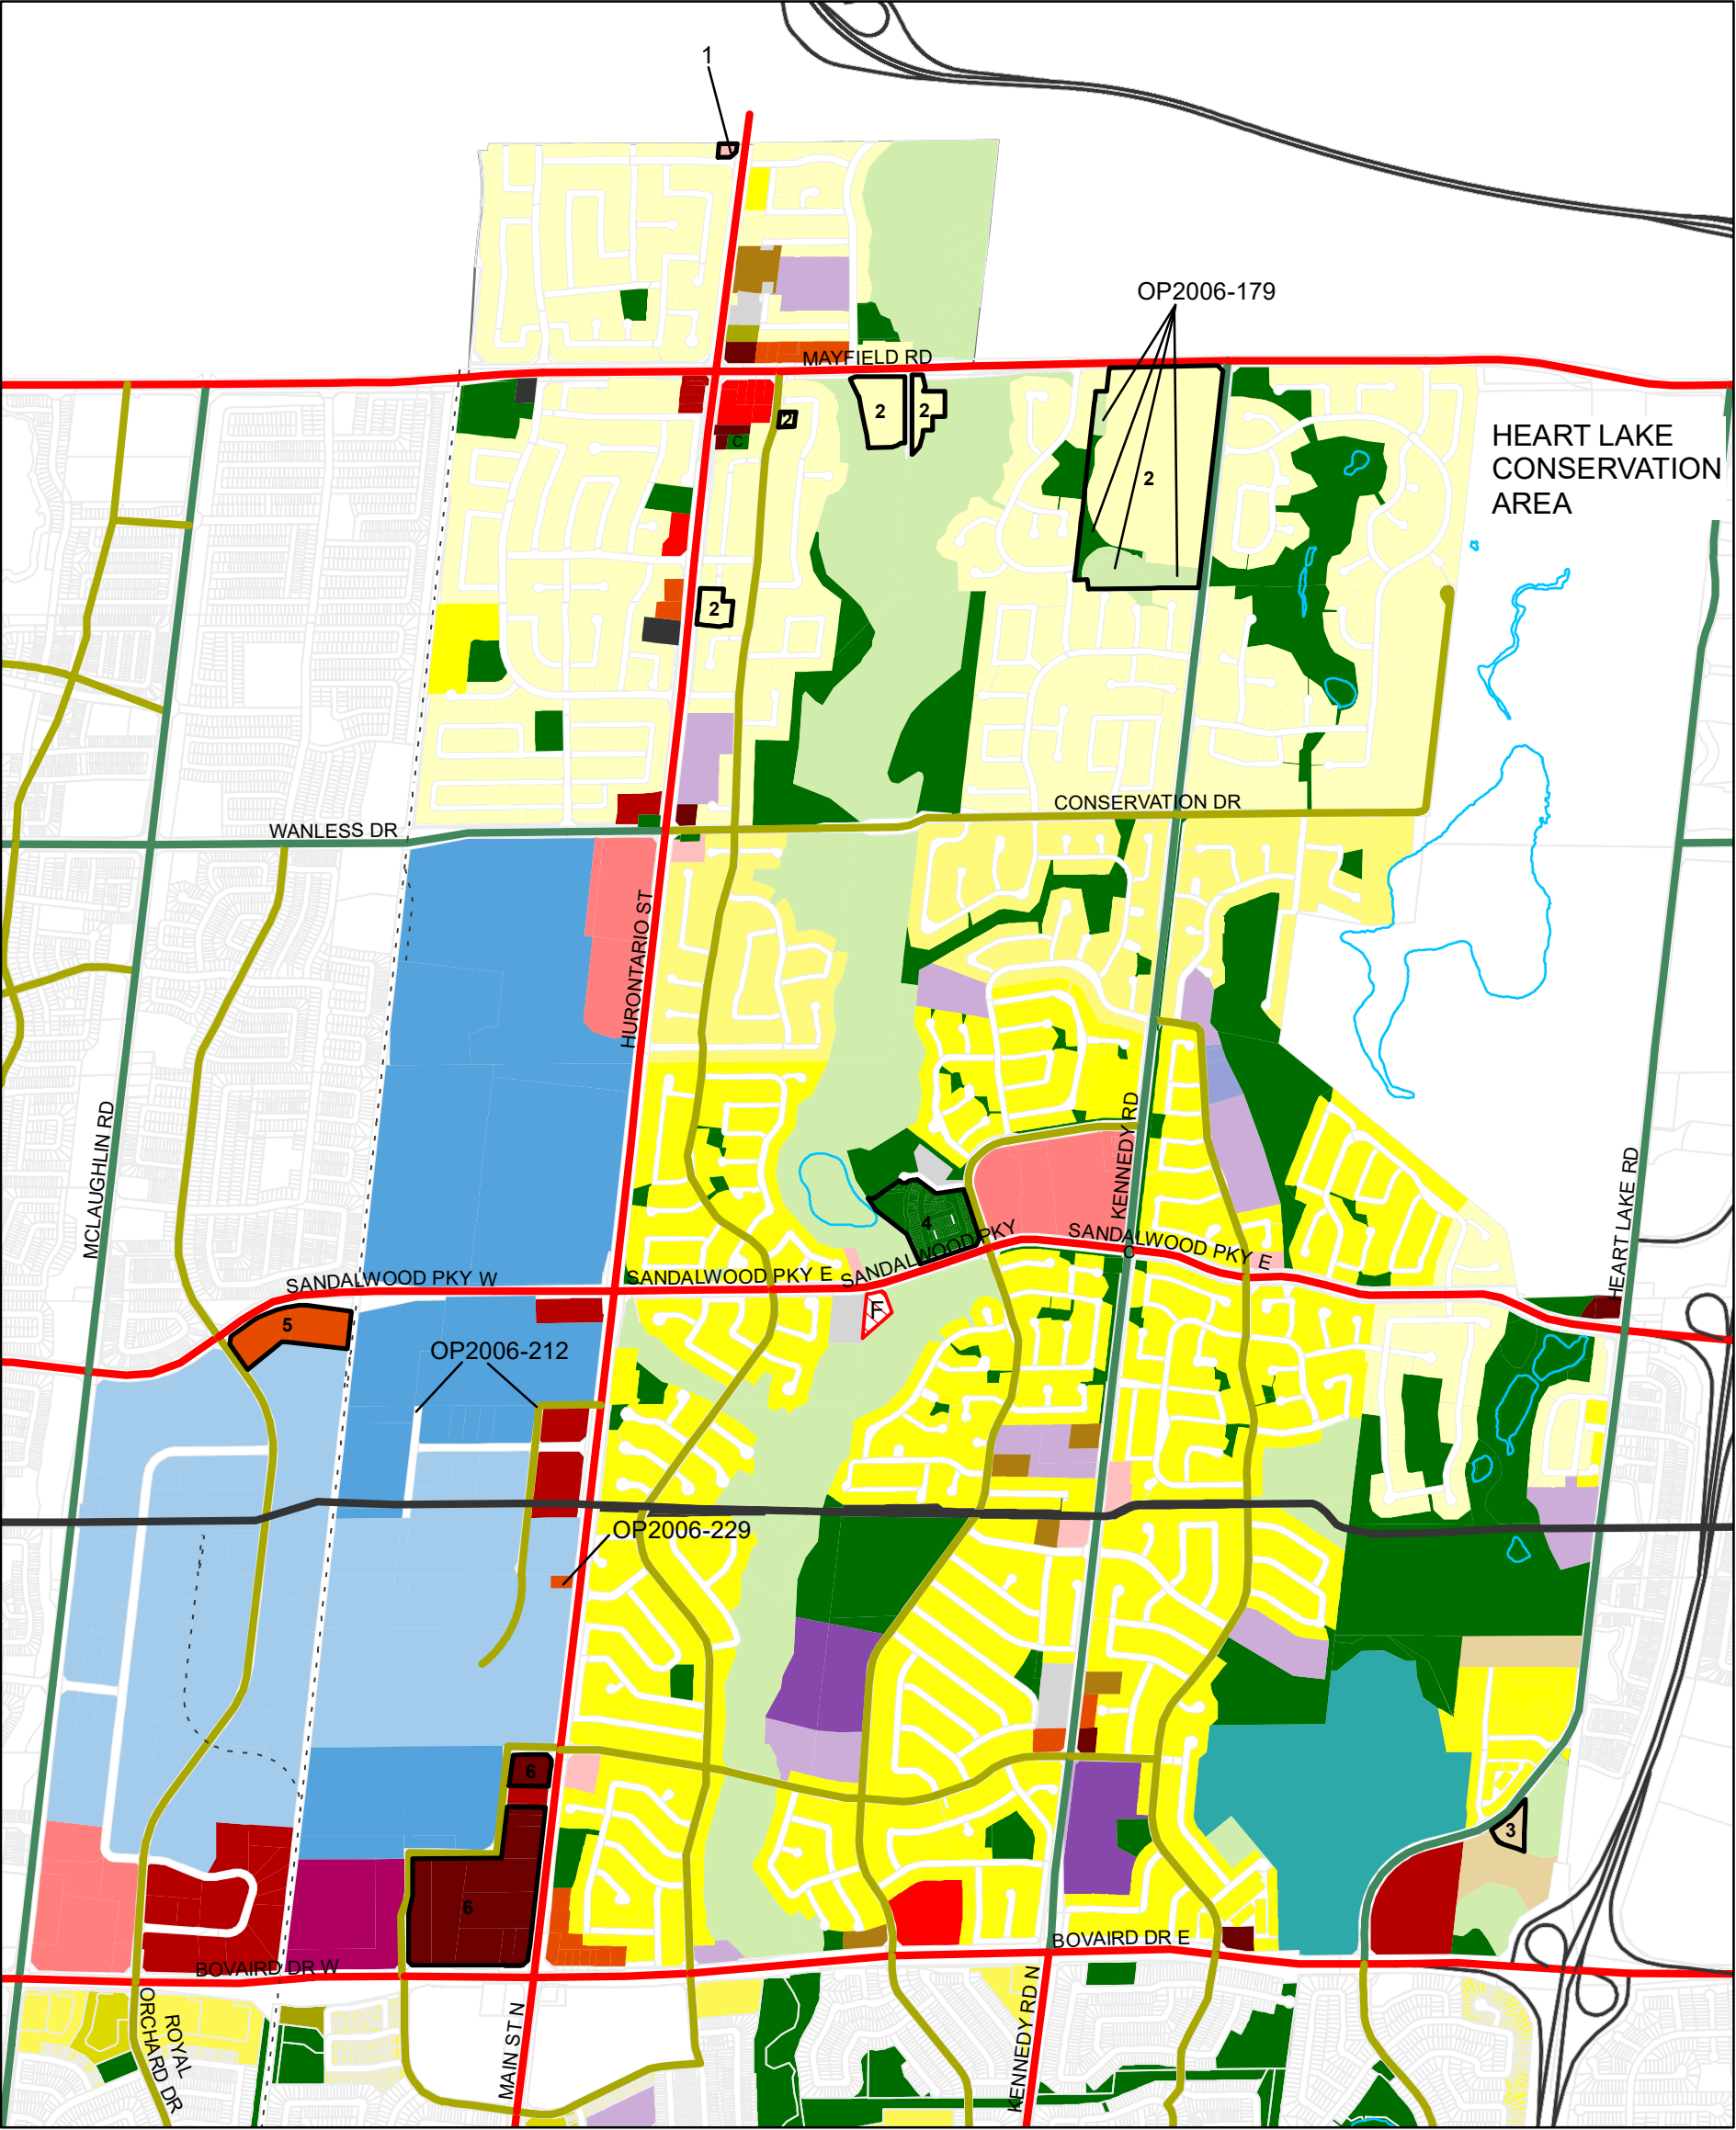 1
OP2006-179
MAYFIELD RD
2
2
2
C
HEART LAKE
CONSERVATION
AREA
2
2
CONSERVATION DR
WANLESS DR
HURONTARIO ST
MCLAUGHLIN RD
KENNEDY RD
HEART LAKE RD
4
SANDALWOOD PKY
SANDALWOOD PKY E
C
SANDALWOOD PKY W
SANDALWOOD PKY E
F
5
OP2006-212
OP2006-229
6
3
6
BOVAIRD DR E
BOVAIRD DR W
ROYAL
ORCHARD DR
MAIN ST N
KENNEDY RD N